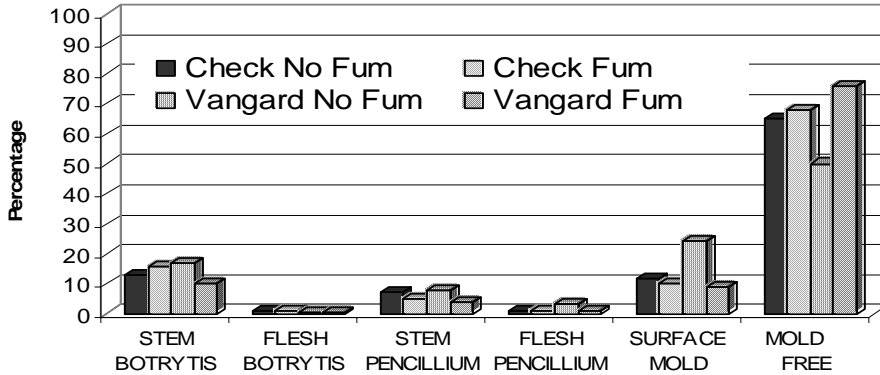 100
90
80
70
60
50
40
30
20
10
0
Percentage
Check No Fum Check Fum
Vangard No Fum Vangard Fum
STEM BOTRYTIS
FLESH BOTRYTIS
STEM PENCILLIUM
FLESH PENCILLIUM
SURFACE MOLD
MOLD FREE